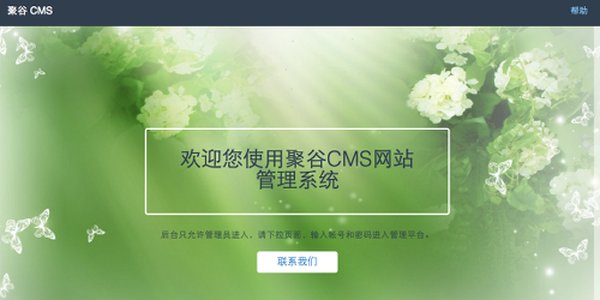 聚谷 CMS
帮助
欢迎您使用聚谷CMS网站
管理系统
后台只允许管理员进入，请下拉页面，输入帐号和密码进入管理平台。
联系我们